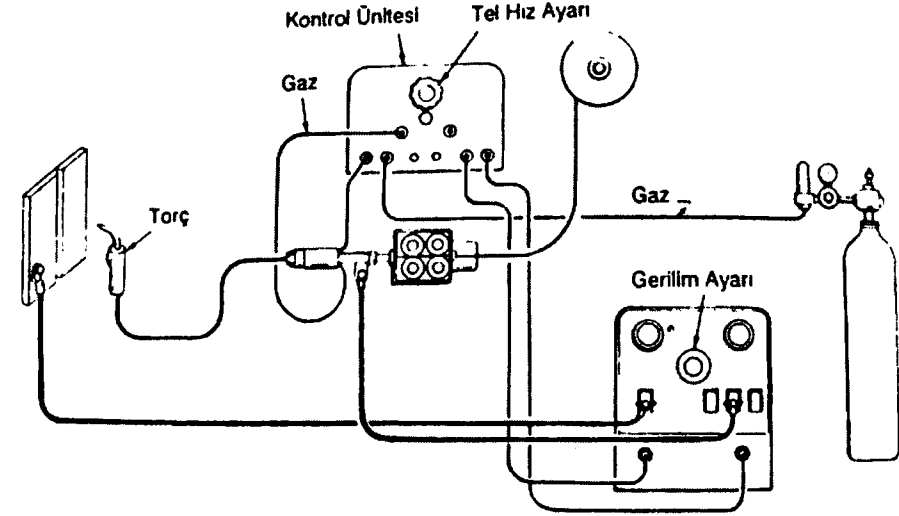 Kontrol Ünitesi
Tel Hız Ayarı
Gaz
Gaz
Torç
Gerilim Ayarı